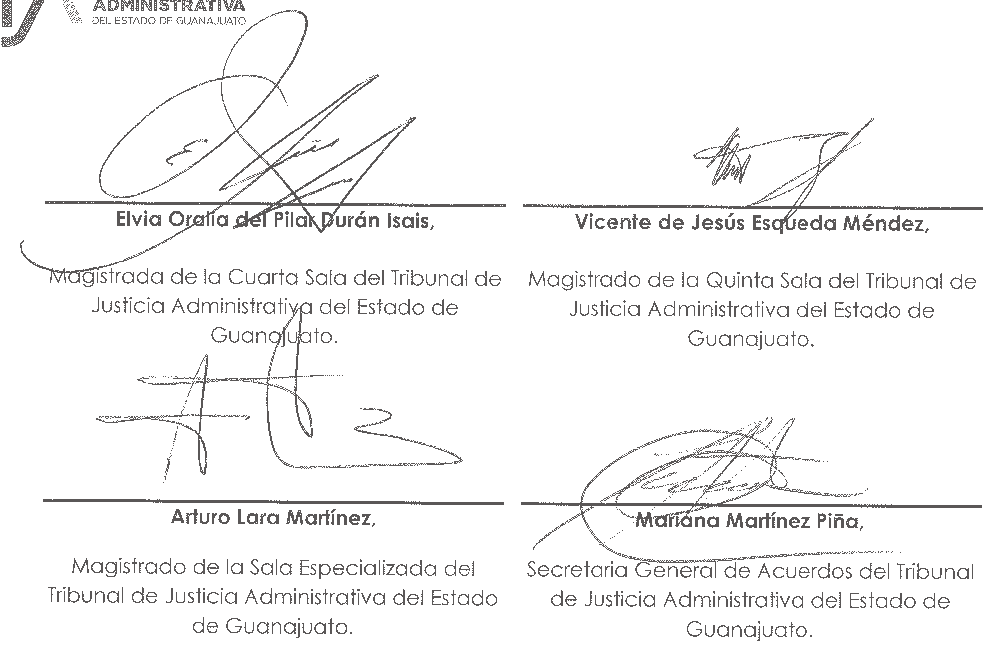 ADMINISTRATIVA
DEL ESTADO DE GUANAJUATO
Elvia Oralia del Pilar Durán Isais,
Magistrada de la Cuarta Sala del Tribunal de
Justicia Administrativa del Estado de
Guanajuato.
Vicente de Jesús Esqueda Méndez,
Magistrado de la Quinta Sala del Tribunal de
Justicia Administrativa del Estado de
Guanajuato.
Arturo Lara Martínez,
Magistrado de la Sala Especializada del
Tribunal de Justicia Administrativa del Estado
de Guanajuato.
Mariana Martínez Piña,
Secretaria General de Acuerdos del Tribunal
de Justicia Administrativa del Estado de
Guanajuato.